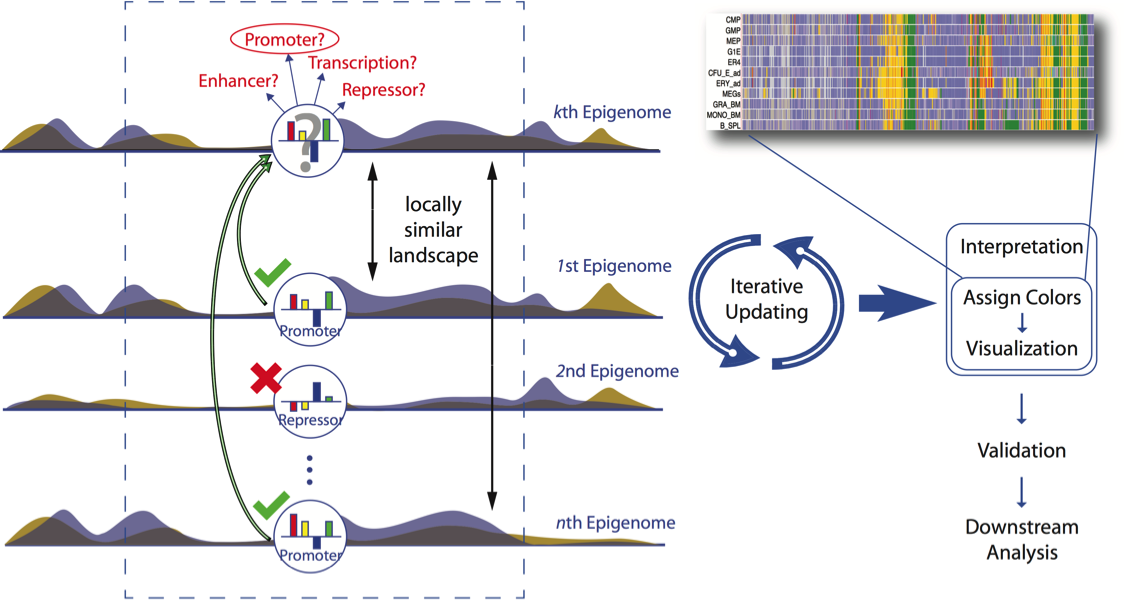 Promoter?
Transcription?
Enhancer?
Repressor?
?
kth Epigenome
locally
similar
landscape
1st Epigenome
Promoter
2nd Epigenome
Repressor
nth Epigenome
Promoter
CMP
GMP
MEP
G1E
ER4
CFU_E_ad
ERY_ad
MEGs
GRA_BM
MONO_BM
B_SPL
Iterative
Updating
Interpretation
Assign Colors
Visualization
Validation
Downstream
Analysis